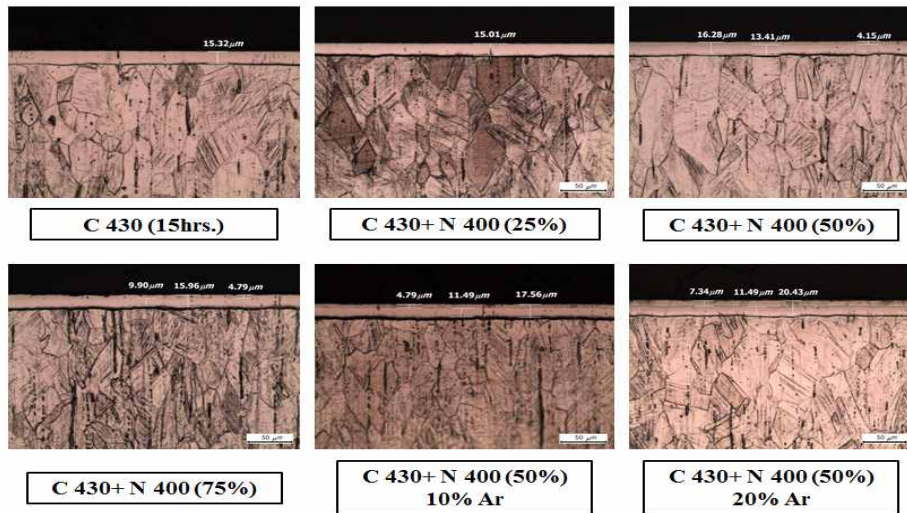 15.32μm
C 430 (15hrs.)
15.01μm
50 μm
C 430+ N 400 (25%)
16.28μm 13.41μm 4.15μm
50 μm
C 430+ N 400 (50%)
9.90μm 15.96μm 4.79μm
50 μm
C 430+ N 400 (75%)
4.79μm 11.49μm 17.56μm
50 μm
C 430+ N 400 (50%)
10% Ar
7.34μm 11.49μm 20.43μm
50 μm
C 430+ N 400 (50%)
20% Ar